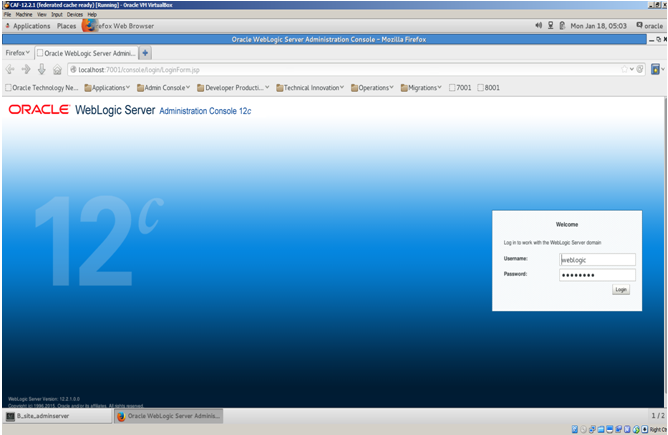 CAF-12.2.1 (federated cache ready) [Running] - Oracle VM VirtualBox
File Machine View Input Devices Help
Applications Places Firefox Web Browser Mon Jan 18, 05:03 oracle
Oracle WebLogic Server Administration Console - Mozilla Firefox
Firefox Oracle WebLogic Server Admini...
localhost:7001/console/login/LoginForm.jsp
Oracle Technology Ne... Applications Admin Console Developer Producti... Technical Innovation Operations Migrations 7001 8001
ORACLE WebLogic Server Administration Console 12c
12c
Welcome
Log in to work with the WebLogic Server domain
Username: weblogic
Password: ●●●●●●●●
Login
WebLogic Server Version: 12.2.1.0.0
Copyright (c) 1996,2015, Oracle and/or its affiliates. All rights reserved.
B_site_adminserver Oracle WebLogic Server Adminis... 1 / 2
Right Ct